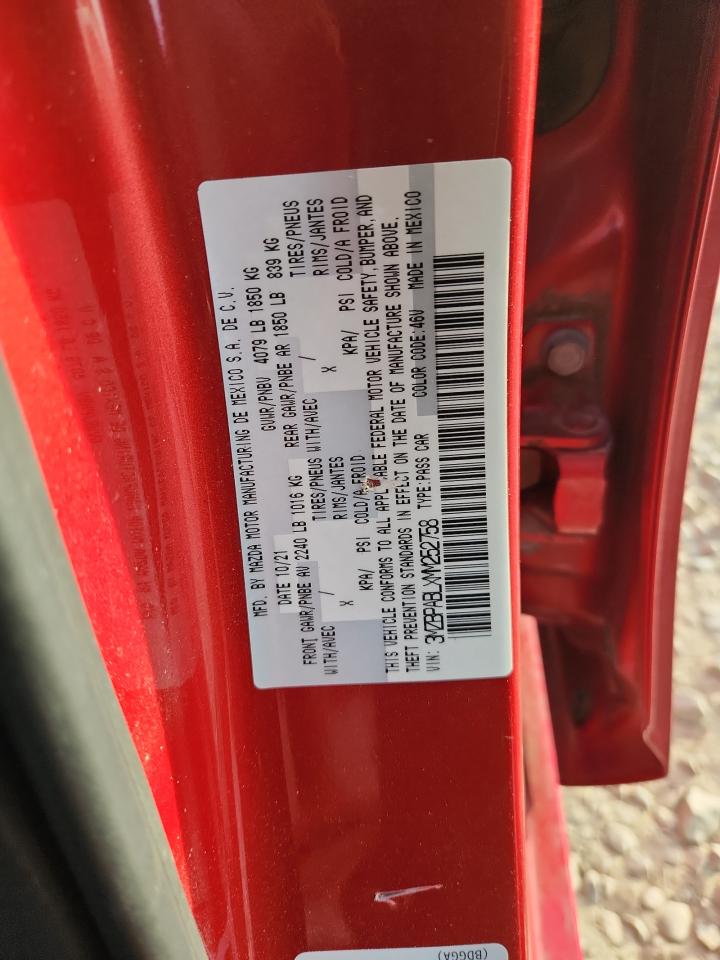 MFD. BY MAZDA MOTOR MANUFACTURING DE MEXICO S.A. DE C.V.
DATE 10/21 GVWR/PNBV 4079 LB 1850 KG
FRONT GAWR/PNBE AV 2240 LB 1016 KG REAR GAWR/PNBE AR 1850 LB 839 KG
WITH/AVEC / TIRES/PNEUS WITH/AVEC / TIRES/PNEUS
X RIMS/JANTES X RIMS/JANTES
KPA/ PSI COLD/A FROID KPA/ PSI COLD/A FROID
THIS VEHICLE CONFORMS TO ALL APPL ABLE FEDERAL MOTOR VEHICLE SAFETY, BUMPER, AND
THEFT PREVENTION STANDARDS IN EFFECT ON THE DATE OF MANUFACTURE SHOWN ABOVE.
VIN: 3MZBPABLXMM252758 TYPE:PASS CAR COLOR CODE:46V MADE IN MEXICO
(BDGGA)